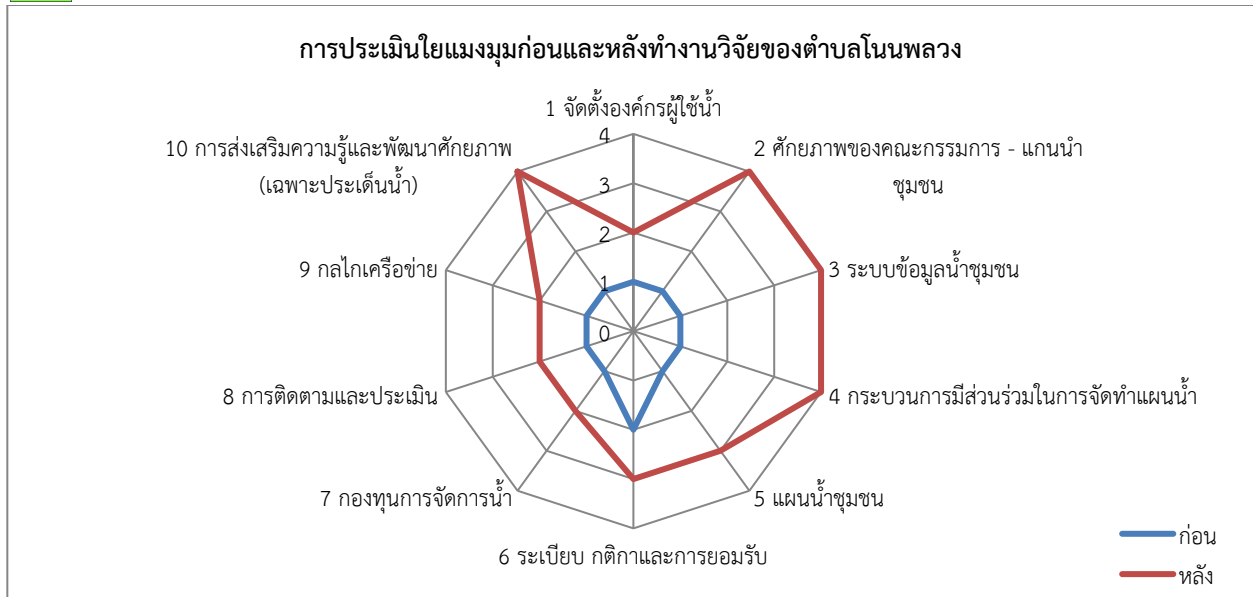 การประเมินใยแมงมุมก่อนและหลังทำงานวิจัยของตำบลโนนพลวง
1 จัดตั้งองค์กรผู้ใช้น้ำ
2 ศักยภาพของคณะกรรมการ - แกนนำ
ชุมชน
3 ระบบข้อมูลน้ำชุมชน
4 กระบวนการมีส่วนร่วมในการจัดทำแผนน้ำ
5 แผนน้ำชุมชน
6 ระเบียบ กติกาและการยอมรับ
7 กองทุนการจัดการน้ำ
8 การติดตามและประเมิน
9 กลไกเครือข่าย
10 การส่งเสริมความรู้และพัฒนาศักยภาพ
(เฉพาะประเด็นน้ำ)
4
3
2
1
0
ก่อน
หลัง